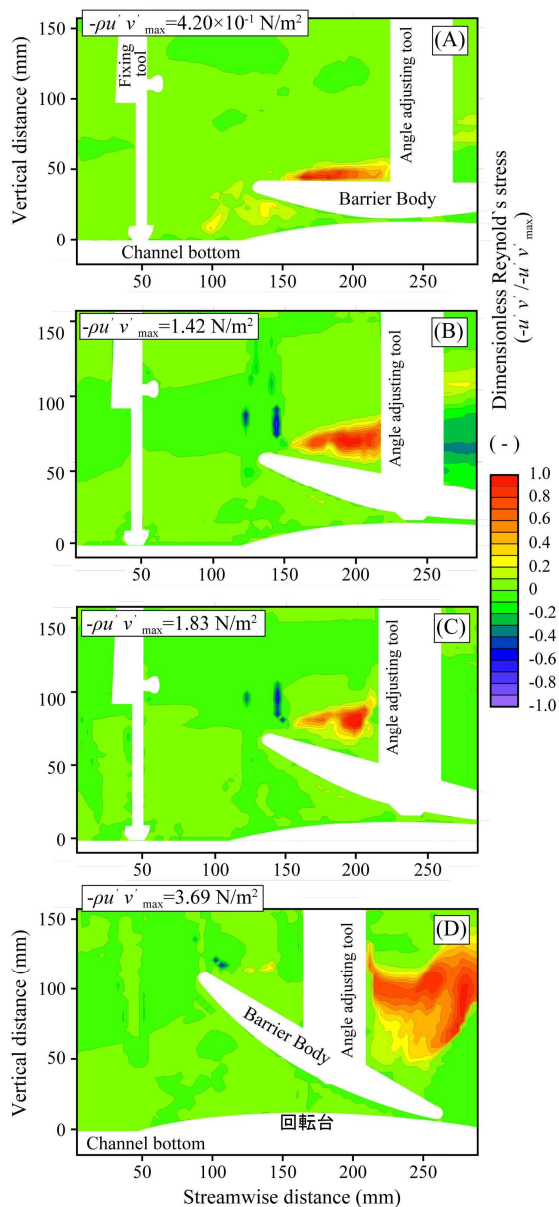 -ρu' v'max=4.20×10-1 N/m2
(A)
Fixing tool
Angle adjusting tool
Barrier Body
Channel bottom
Vertical distance (mm)
150
100
50
0
50
100
150
200
250
-ρu' v'max=1.42 N/m2
(B)
Angle adjusting tool
150
100
50
0
50
100
150
200
250
-ρu' v'max=1.83 N/m2
(C)
Angle adjusting tool
150
100
50
0
50
100
150
200
250
-ρu' v'max=3.69 N/m2
(D)
Angle adjusting tool
Barrier Body
回転台
Channel bottom
Vertical distance (mm)
150
100
50
0
50
100
150
200
250
Streamwise distance (mm)
Dimensionless Reynold's stress
(-u' v'/-u' v'max)
(-)
1.0
0.8
0.6
0.4
0.2
0
-0.2
-0.4
-0.6
-0.8
-1.0